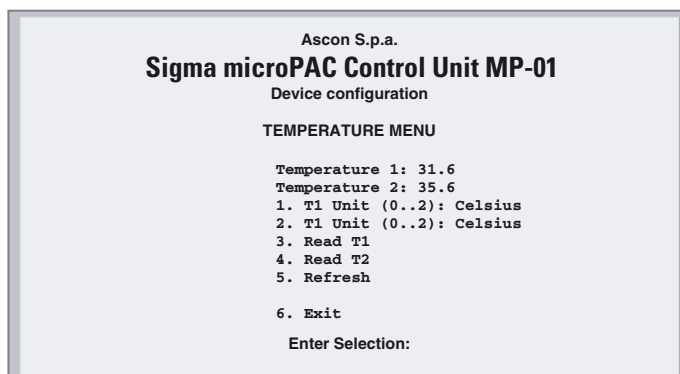 Ascon S.p.a.
Sigma microPAC Control Unit MP-01
Device configuration
TEMPERATURE MENU
Temperature 1: 31.6
Temperature 2: 35.6
1. T1 Unit (0..2): Celsius
2. T1 Unit (0..2): Celsius
3. Read T1
4. Read T2
5. Refresh
6. Exit
Enter Selection: